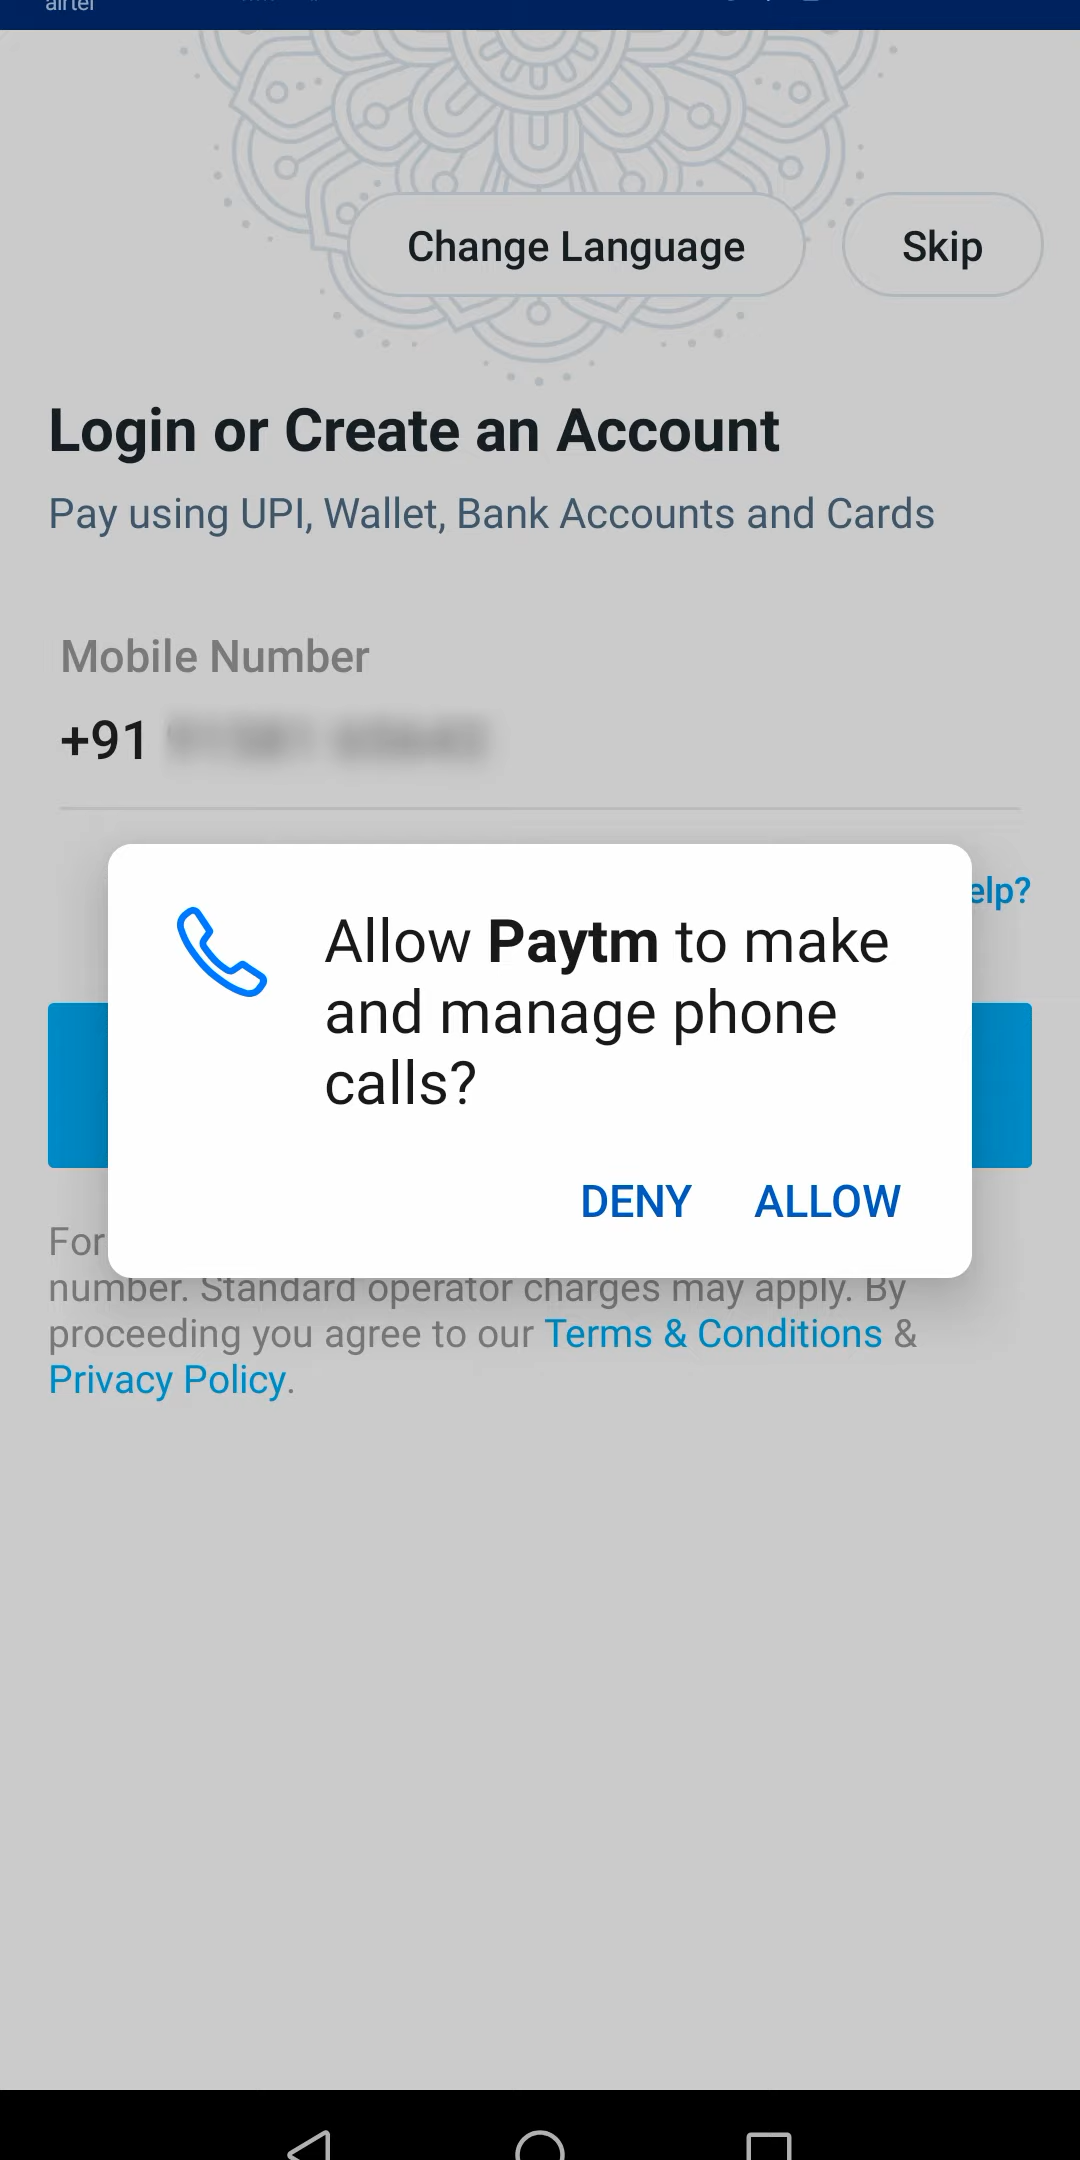 airtel
Change Language
Skip
Login or Create an Account
Pay using UPI, Wallet, Bank Accounts and Cards
Mobile Number
+91
elp?
Allow Paytm to make
and manage phone
calls?
DENY ALLOW
For
number. Standard operator charges may apply. By
proceeding you agree to our Terms & Conditions &
Privacy Policy.